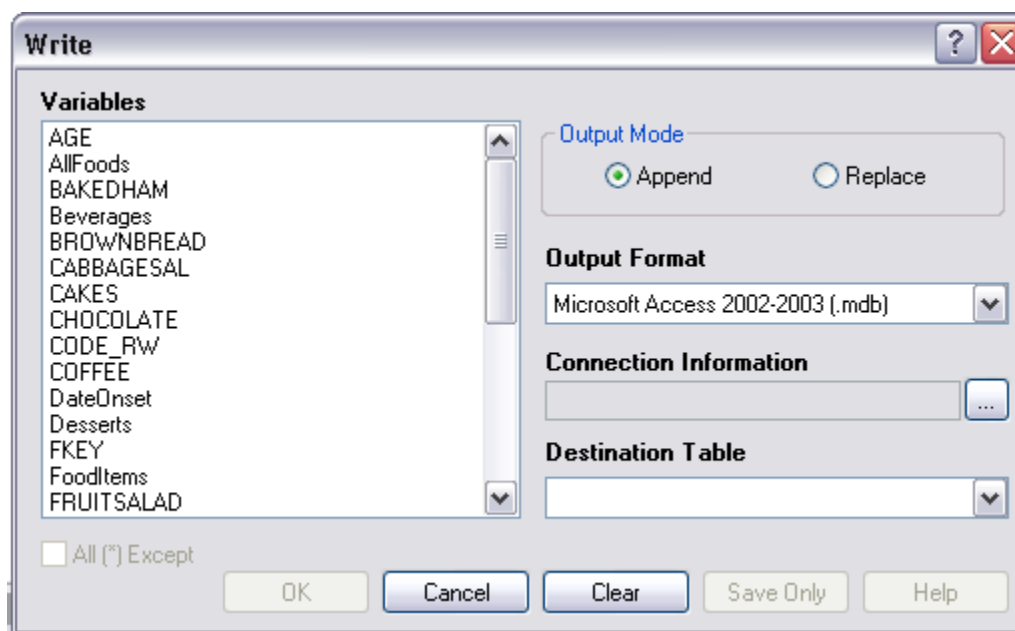 Write
Variables
AGE
AllFoods
BAKEDHAM
Beverages
BROWNBREAD
CABBAGESAL
CAKES
CHOCOLATE
CODE_RW
COFFEE
DateOnset
Desserts
FKEY
FoodItems
FRUITSALAD
All (*) Except
Output Mode
Append Replace
Output Format
Microsoft Access 2002-2003 (.mdb)
Connection Information
...
Destination Table
OK Cancel Clear Save Only Help